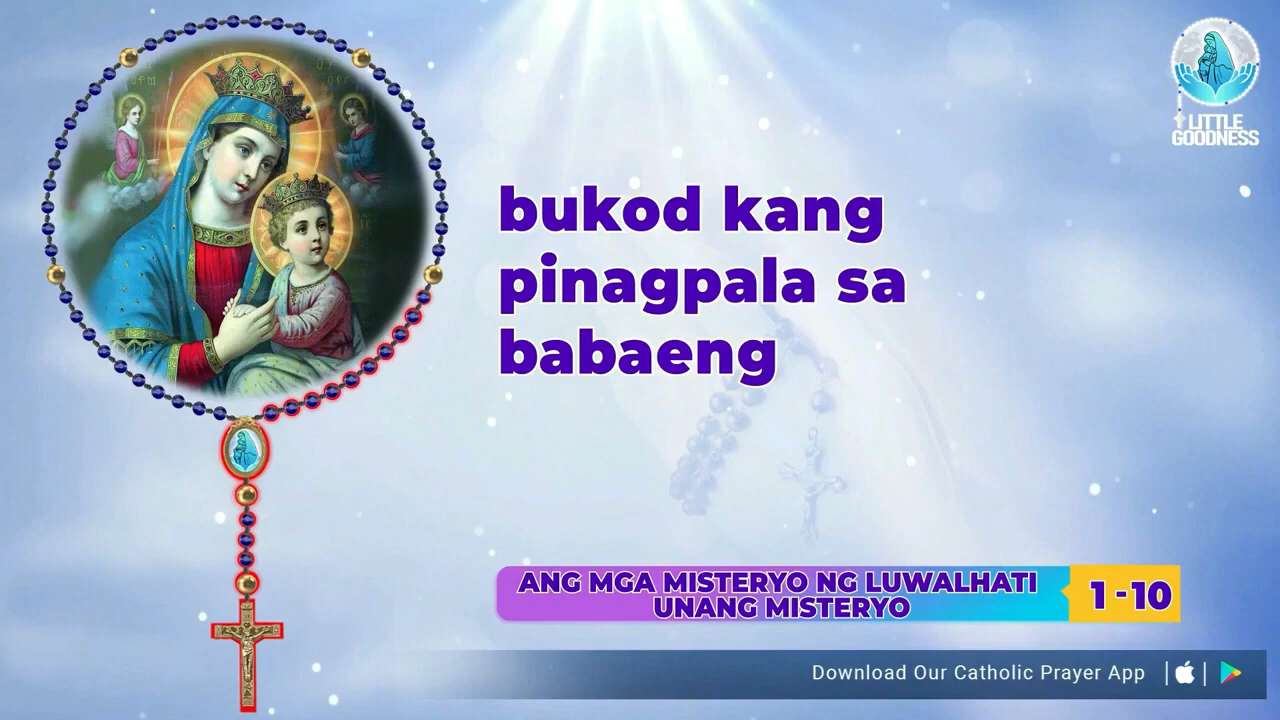 LITTLE
GOODNESS
bukod kang
pinagpala sa
babaeng
ANG MGA MISTERYO NG LUWALHATI
UNANG MISTERYO
1 - 10
Download Our Catholic Prayer App